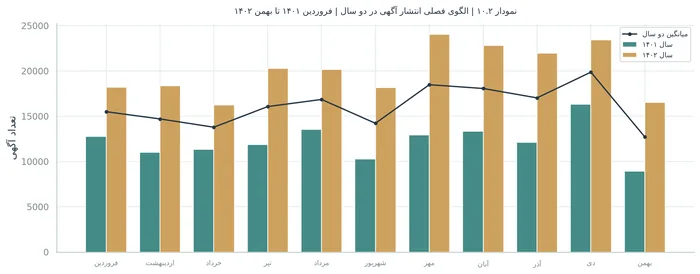 نمودار ۱۰.۲ | الگوی فصلی انتشار آگهی در دو سال | فروردین ۱۴۰۱ تا بهمن ۱۴۰۲
میانگین دو سال
سال ۱۴۰۱
سال ۱۴۰۲
تعداد آگهی
25000
20000
15000
10000
5000
0
فروردین اردیبهشت خرداد تیر مرداد شهریور مهر آبان آذر دی بهمن